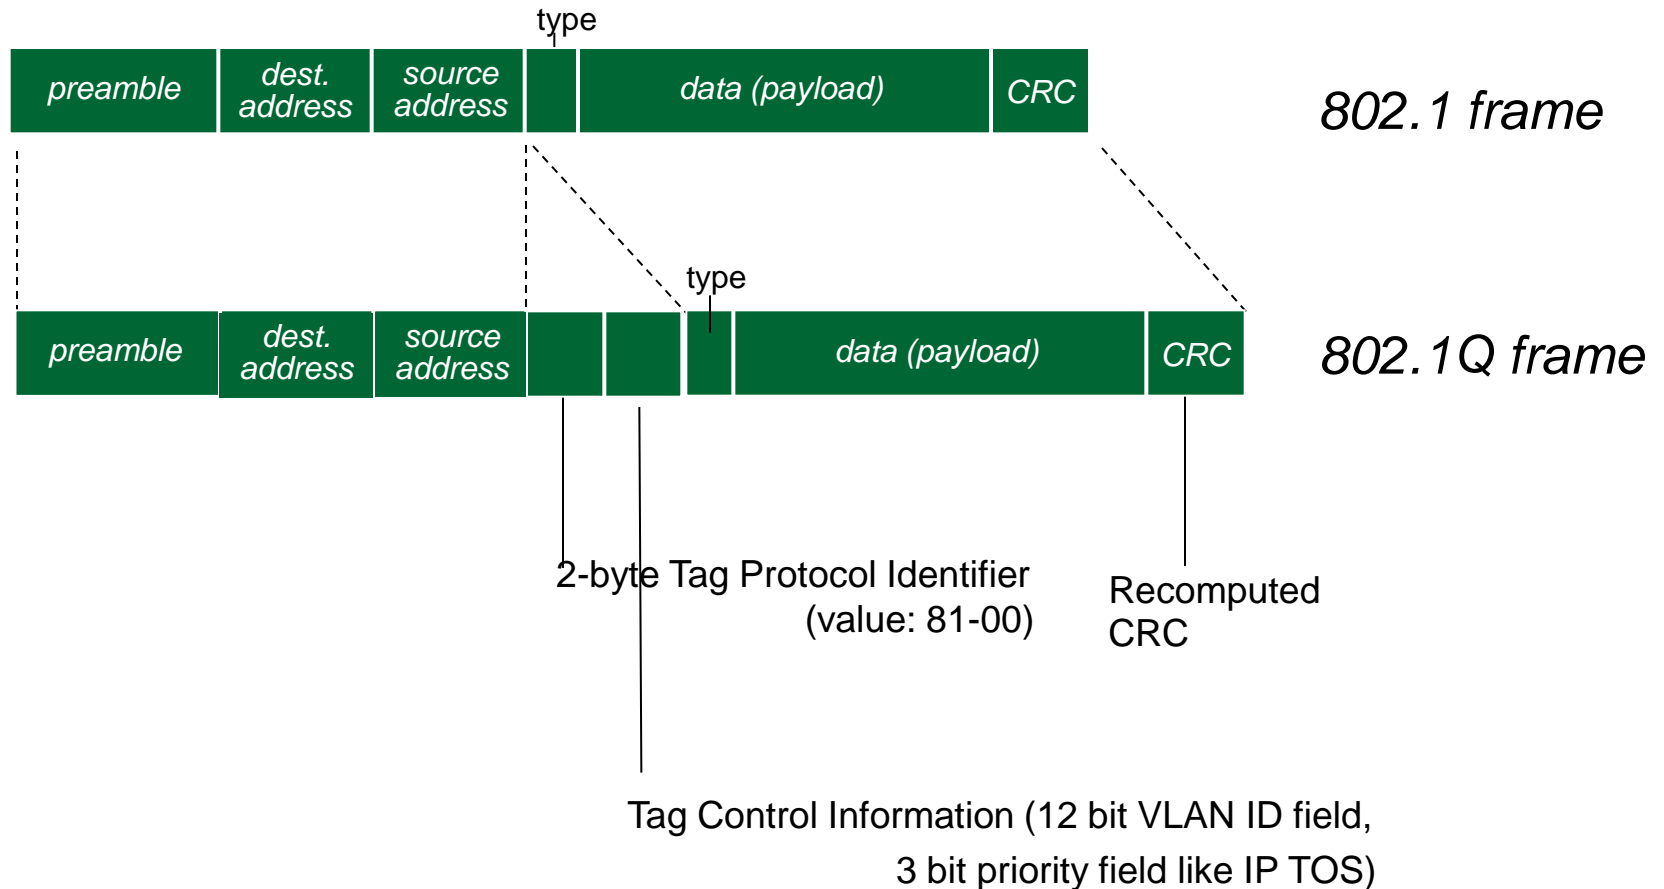 type
preamble
dest.
address
source
address
data (payload)
CRC
802.1 frame
type
preamble
dest.
address
source
address
data (payload)
CRC
802.1Q frame
2-byte Tag Protocol Identifier
(value: 81-00)
Recomputed
CRC
Tag Control Information (12 bit VLAN ID field,
3 bit priority field like IP TOS)